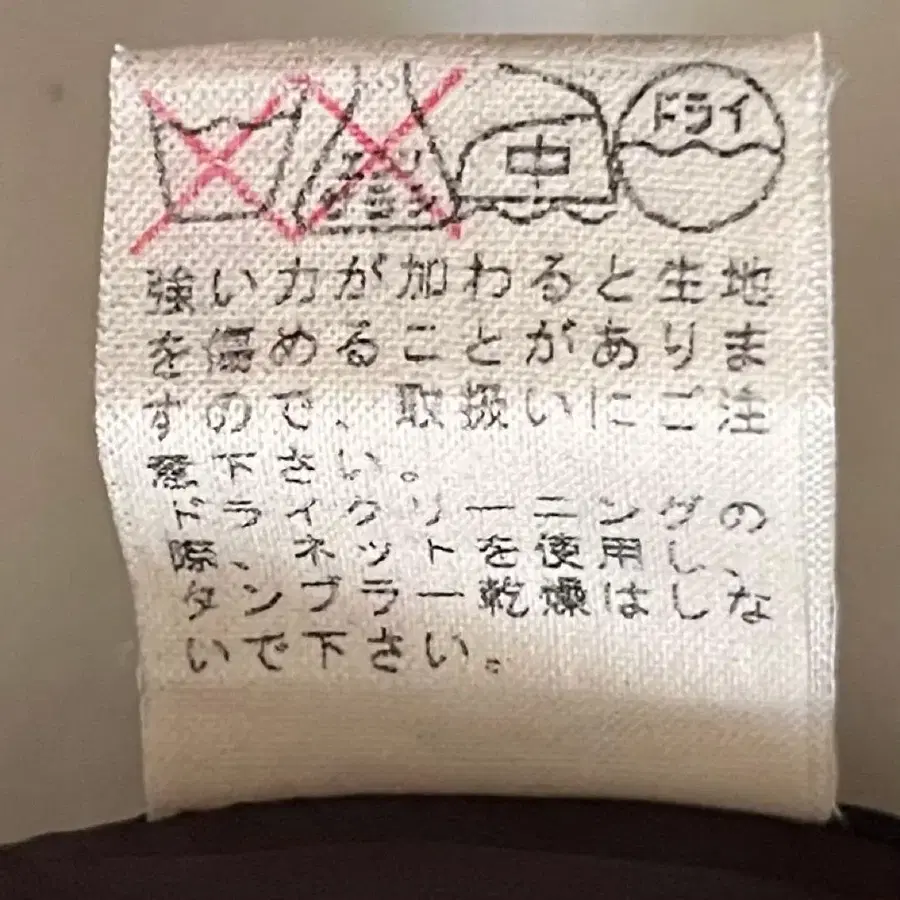 中
ドライ
強い力が加わると生地
を傷めることがありま
すので、取扱いにご注
意下さい。
ドライクリーニングの
際、ネットを使用し、
タンブラー乾燥はしな
いで下さい。